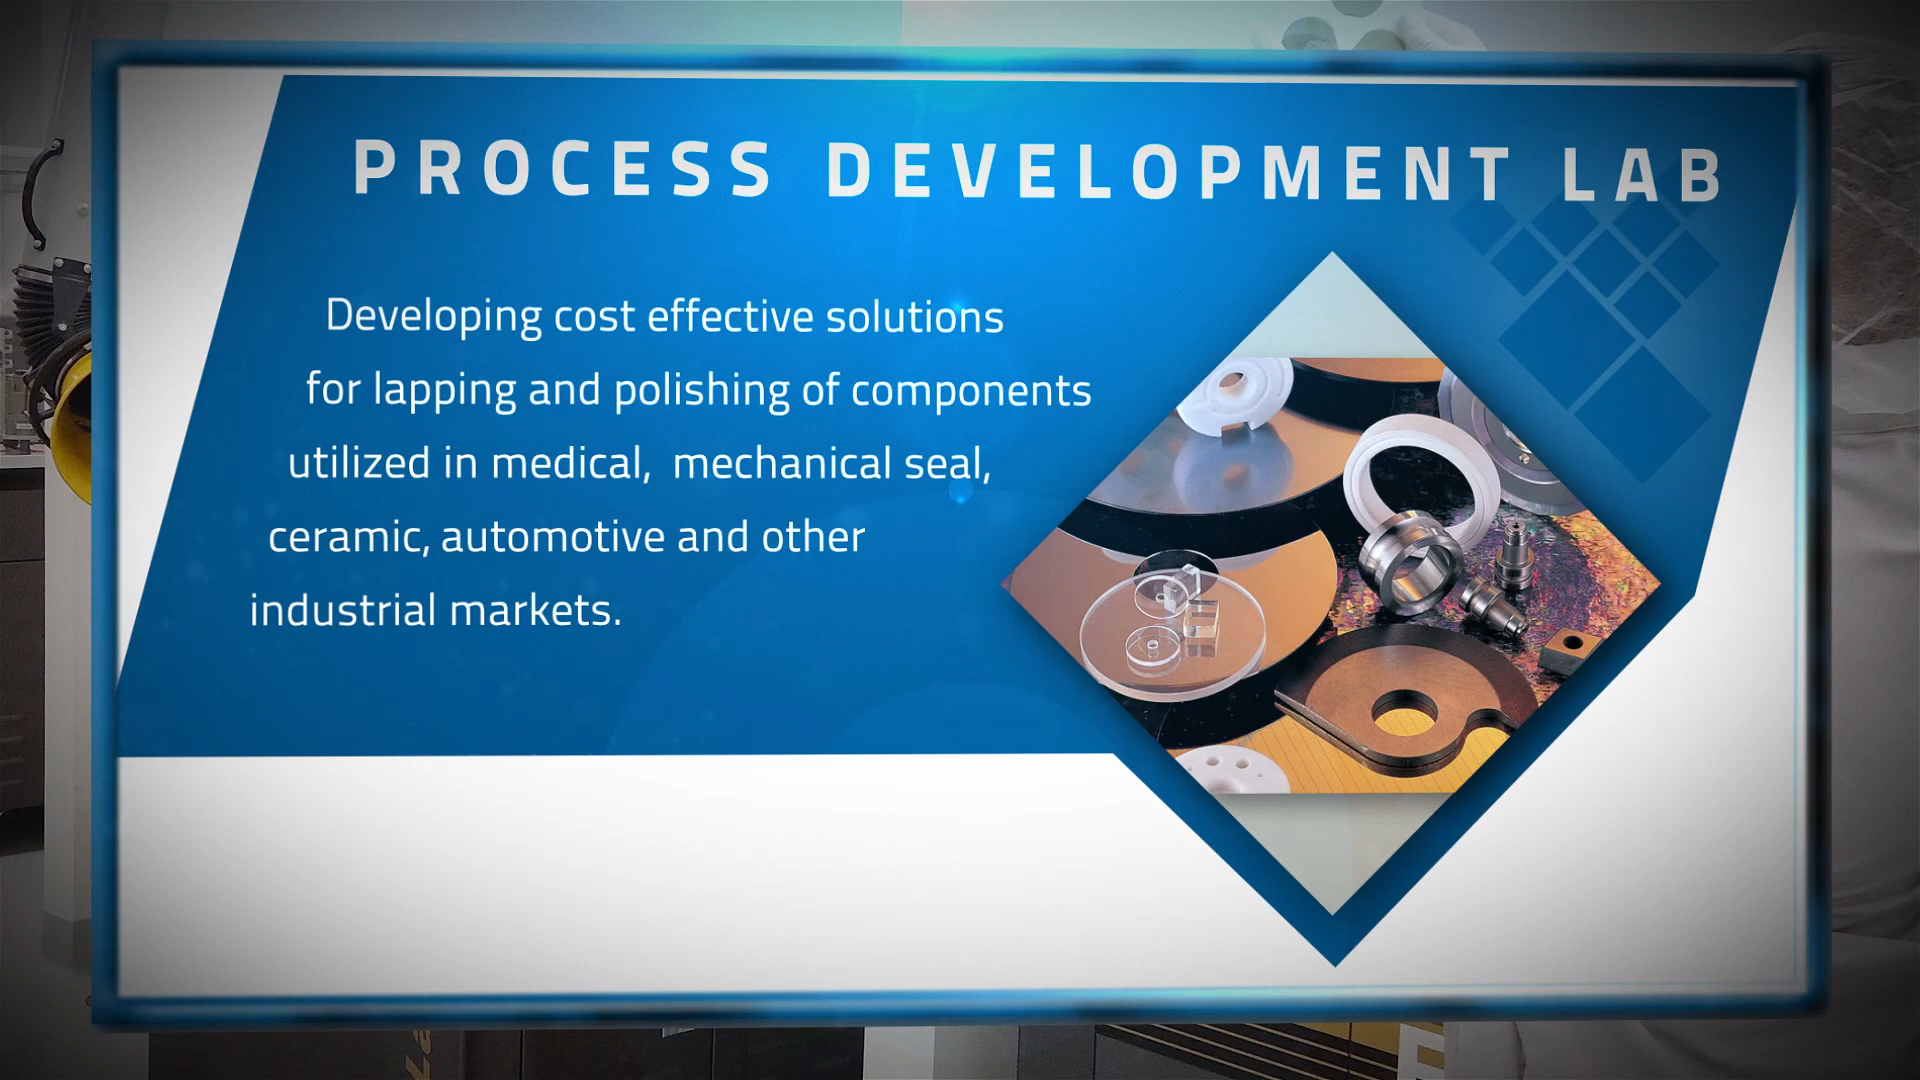 PROCESS DEVELOPMENT LAB
Developing cost effective solutions
for lapping and polishing of components
utilized in medical, mechanical seal,
ceramic, automotive and other
industrial markets.